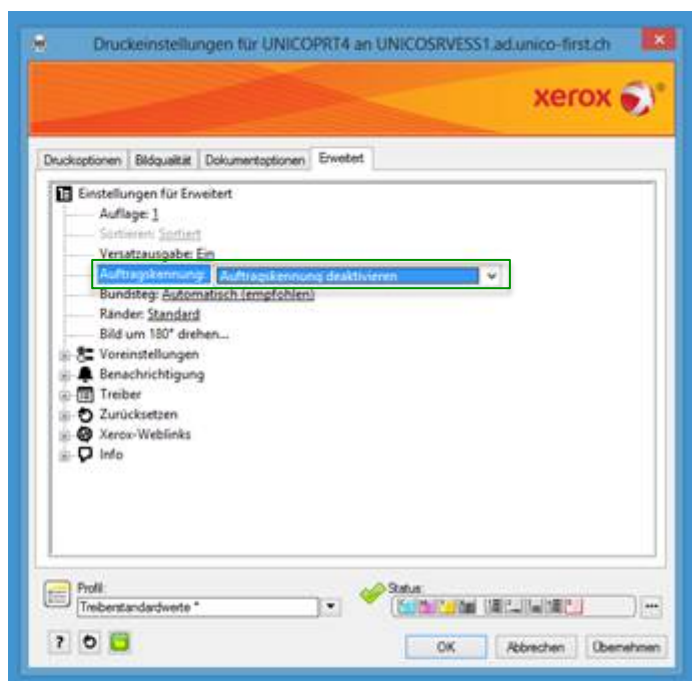 Druckeinstellungen für UNICOPRT4 an UNICOSRVESS1.ad.unico-first.ch
xerox
Druckoptionen Bildqualität Dokumentoptionen Erweitert
Einstellungen für Erweitert
Auflage: 1
Sortieren: Sortiert
Versatzausgabe: Ein
Auftragskennung: Auftragskennung deaktivieren
Bundsteg: Automatisch (empfohlen)
Ränder: Standard
Bild um 180° drehen...
Voreinstellungen
Benachrichtigung
Treiber
Zurücksetzen
Xerox-Weblinks
Info
Profil:
Status:
Treiberstandardwerte *
OK Abbrechen Übernehmen